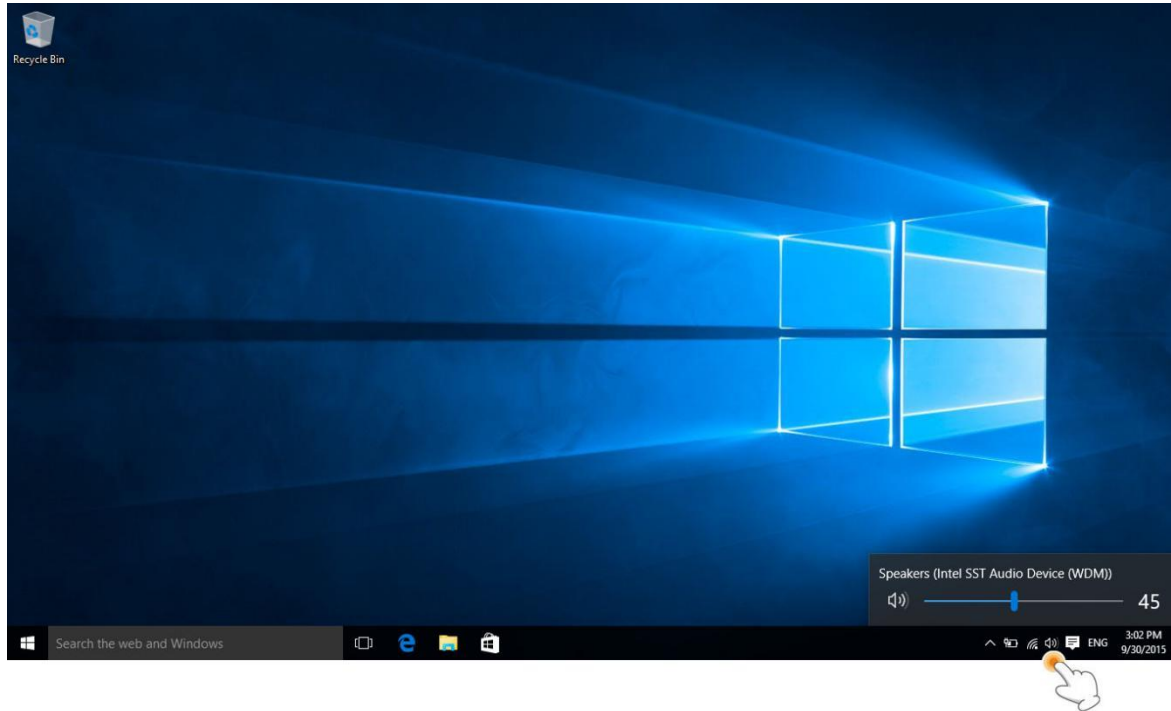 Recycle Bin
Speakers (Intel SST Audio Device (WDM))
45
Search the web and Windows
ENG
3:02 PM
9/30/2015